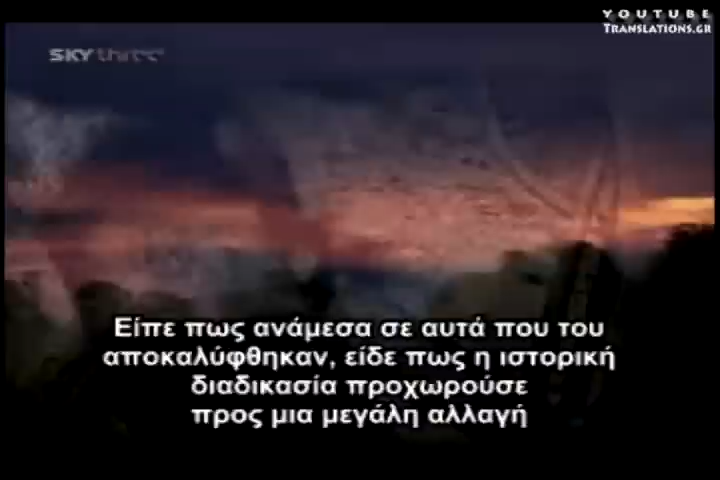 YOUTUBE
TRANSLATIONS.GR
SKY three
Είπε πως ανάμεσα σε αυτά που του
αποκαλύφθηκαν, είδε πως η ιστορική
διαδικασία προχωρούσε
προς μια μεγάλη αλλαγή